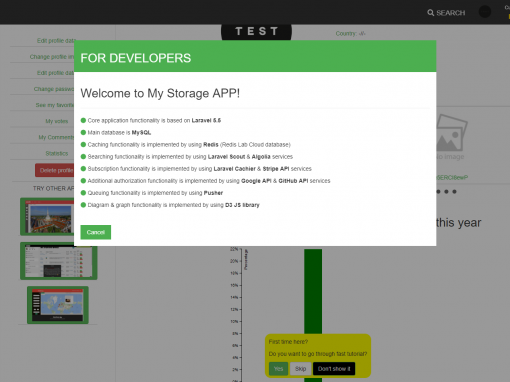 SEARCH
TEST
Country
Edit profile data
FOR DEVELOPERS
Change profile
Edit profile
Change password
See my favorites
My votes
My Comments
Statistics
Delete profile
TRY OTHER
Welcome to My Storage APP!
Core application functionality is based on Laravel 5.5
Main database is MySQL
Caching functionality is implemented by using Redis (Redis Lab Cloud database)
Searching functionality is implemented by using Laravel Scout & Algolia services
Subscription functionality is implemented by using Laravel Cashier & Stripe API services
Additional authorization functionality is implemented by using Google API & GitHub API services
Queuing functionality is implemented by using Pusher
Diagram & graph functionality is implemented by using D3 JS library
Cancel
image
this year
Percentage
22%
20%
18%
16%
14%
12%
10%
8%
6%
4%
2%
First time here?
Do you want to go through fast tutorial?
Yes
Skip
Don't show it